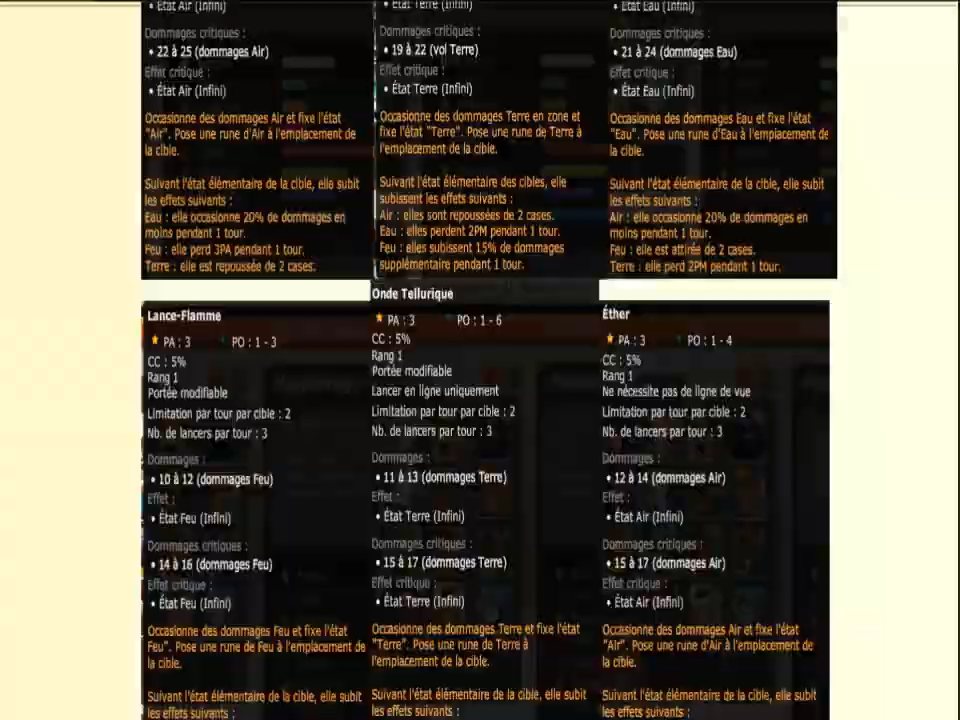 • État Air (Infini)
Dommages critiques :
• 22 à 25 (dommages Air)
Effet critique :
• État Air (Infini)
Occasionne des dommages Air et fixe l'état
"Air". Pose une rune d'Air à l'emplacement de
la cible.
Suivant l'état élémentaire de la cible, elle subit
les effets suivants :
Eau : elle occasionne 20% de dommages en
moins pendant 1 tour.
Feu : elle perd 3PA pendant 1 tour.
Terre : elle est repoussée de 2 cases.
• État Terre (Infini)
Dommages critiques :
• 19 à 22 (vol Terre)
Effet critique :
• État Terre (Infini)
Occasionne des dommages Terre en zone et
fixe l'état "Terre". Pose une rune de Terre à
l'emplacement de la cible.
Suivant l'état élémentaire des cibles, elle
subissent les effets suivants :
Air : elles sont repoussées de 2 cases.
Eau : elles perdent 2PM pendant 1 tour.
Feu : elles subissent 15% de dommages
supplémentaire pendant 1 tour.
• État Eau (Infini)
Dommages critiques :
• 21 à 24 (dommages Eau)
Effet critique :
• État Eau (Infini)
Occasionne des dommages Eau et fixe l'état
"Eau". Pose une rune d'Eau à l'emplacement de
la cible.
Suivant l'état élémentaire de la cible, elle subit
les effets suivants :
Air : elle occasionne 20% de dommages en
moins pendant 1 tour.
Feu : elle est attirée de 2 cases.
Terre : elle perd 2PM pendant 1 tour.
Lance-Flamme
PA : 3 PO : 1 - 3
CC : 5%
Rang 1
Portée modifiable
Limitation par tour par cible : 2
Nb. de lancers par tour : 3
Dommages :
• 10 à 12 (dommages Feu)
Effet :
• État Feu (Infini)
Dommages critiques :
• 14 à 16 (dommages Feu)
Effet critique :
• État Feu (Infini)
Occasionne des dommages Feu et fixe l'état
Feu". Pose une rune de Feu à l'emplacement de
la cible.
Suivant l'état élémentaire de la cible, elle subit
les effets suivants :
Onde Tellurique
PA : 3 PO : 1 - 6
CC : 5%
Rang 1
Portée modifiable
Lancer en ligne uniquement
Limitation par tour par cible : 2
Nb. de lancers par tour : 3
Dommages :
• 11 à 13 (dommages Terre)
Effet :
• État Terre (Infini)
Dommages critiques :
• 15 à 17 (dommages Terre)
Effet critique :
• État Terre (Infini)
Occasionne des dommages Terre et fixe l'état
"Terre". Pose une rune de Terre à
l'emplacement de la cible.
Suivant l'état élémentaire de la cible, elle subit
les effets suivants :
Éther
PA : 3 PO : 1 - 4
CC : 5%
Rang 1
Ne nécessite pas de ligne de vue
Limitation par tour par cible : 2
Nb. de lancers par tour : 3
Dommages :
• 12 à 14 (dommages Air)
Effet :
• État Air (Infini)
Dommages critiques :
• 15 à 17 (dommages Air)
Effet critique :
• État Air (Infini)
Occasionne des dommages Air et fixe l'état
"Air". Pose une rune d'Air à l'emplacement de
la cible.
Suivant l'état élémentaire de la cible, elle subit
les effets suivants :